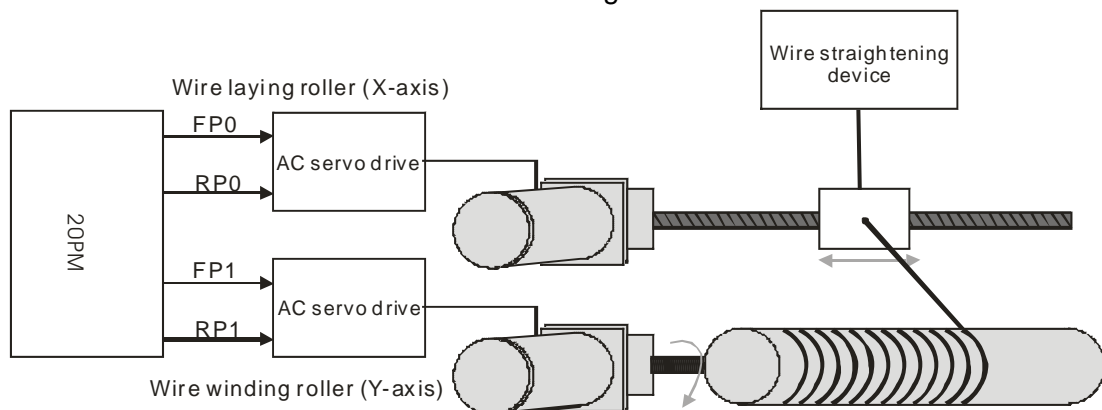 g
Wire straightening
device
Wire laying roller (X-axis)
FP0
AC servo drive
RP0
20PM
FP1
AC servo drive
RP1
Wire winding roller (Y-axis)